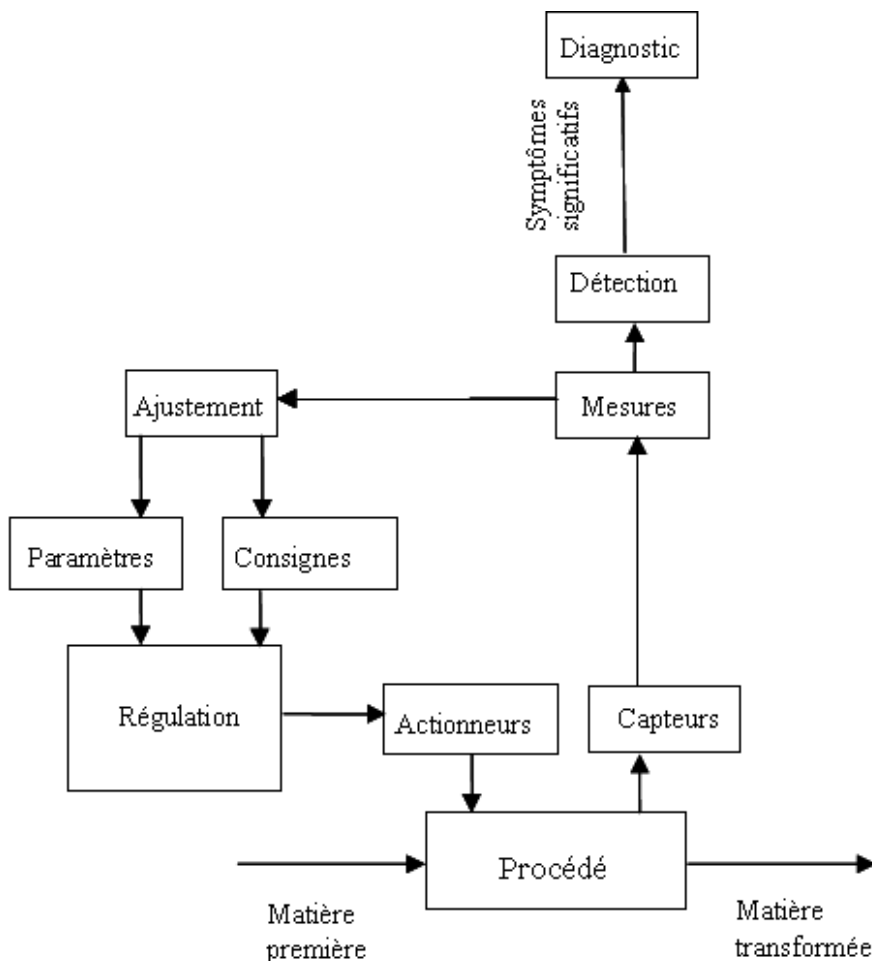 Diagnostic
Symptômes
significatifs
Détection
Mesures
Ajustement
Paramètres
Consignes
Régulation
Actionneurs
Capteurs
Procédé
Matière
première
Matière
transformée